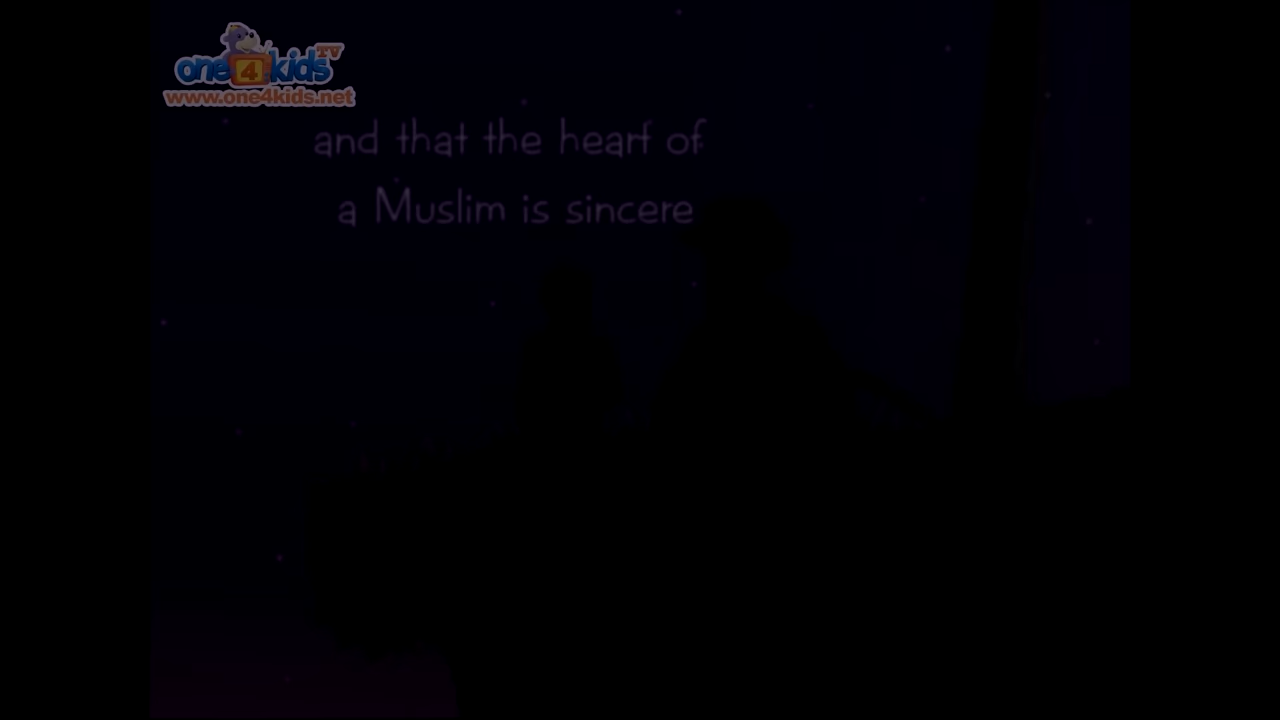 one4kids TV
www.one4kids.net
and that the heart of
a Muslim is sincere